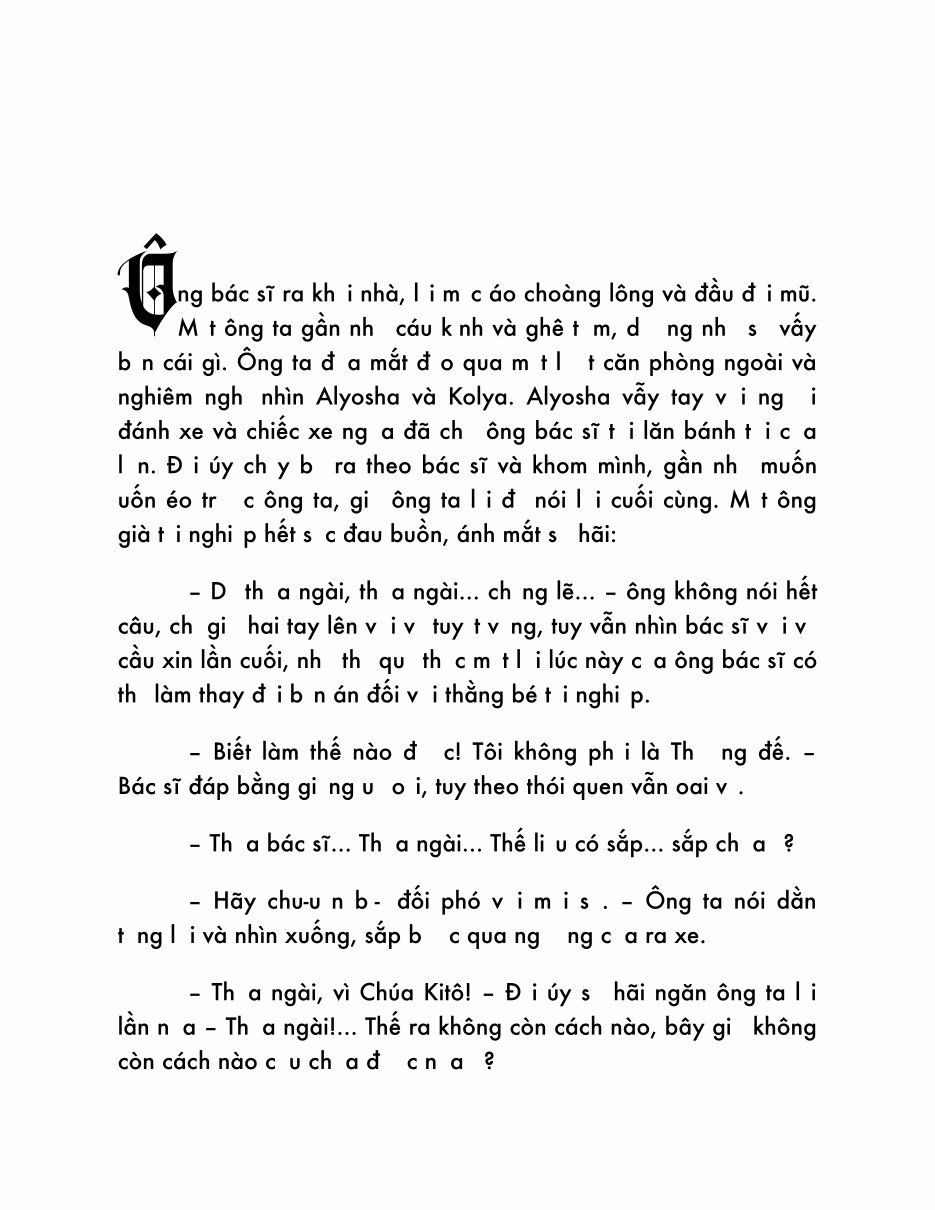 Ông bác sĩ ra kh i nhà, l i m c áo choàng lông và đầu đ i mũ.
M t ông ta gần nh cáu k nh và ghê t m, d ng nh s vấy
b n cái gì. Ông ta đ a mắt đ o qua m t l t căn phòng ngoài và
nghiêm ngh nhìn Alyosha và Kolya. Alyosha vẫy tay v i ng i
đánh xe và chiếc xe ng a đã ch ông bác sĩ t i lăn bánh t i c a
l n. Đ i úy ch y b ra theo bác sĩ và khom mình, gần nh muốn
uốn éo tr c ông ta, gi ông ta l i đ nói l i cuối cùng. M t ông
già t i nghi p hết s c đau buồn, ánh mắt s hãi:
– D th a ngài, th a ngài... ch ng lẽ... – ông không nói hết
câu, ch gi hai tay lên v i v tuy t v ng, tuy vẫn nhìn bác sĩ v i v
cầu xin lần cuối, nh th qu th c m t l i lúc này c a ông bác sĩ có
th làm thay đ i b n án đối v i thằng bé t i nghi p.
– Biết làm thế nào đ c! Tôi không ph i là Th ng đế. –
Bác sĩ đáp bằng gi ng u o i, tuy theo thói quen vẫn oai v .
– Th a bác sĩ... Th a ngài... Thế li u có sắp... sắp ch a ?
– Hãy chu-u n b - đối phó v i m i s . – Ông ta nói dằn
t ng l i và nhìn xuống, sắp b c qua ng ng c a ra xe.
– Th a ngài, vì Chúa Kitô! – Đ i úy s hãi ngăn ông ta l i
lần n a – Th a ngài!... Thế ra không còn cách nào, bây gi không
còn cách nào c u ch a đ c n a ?